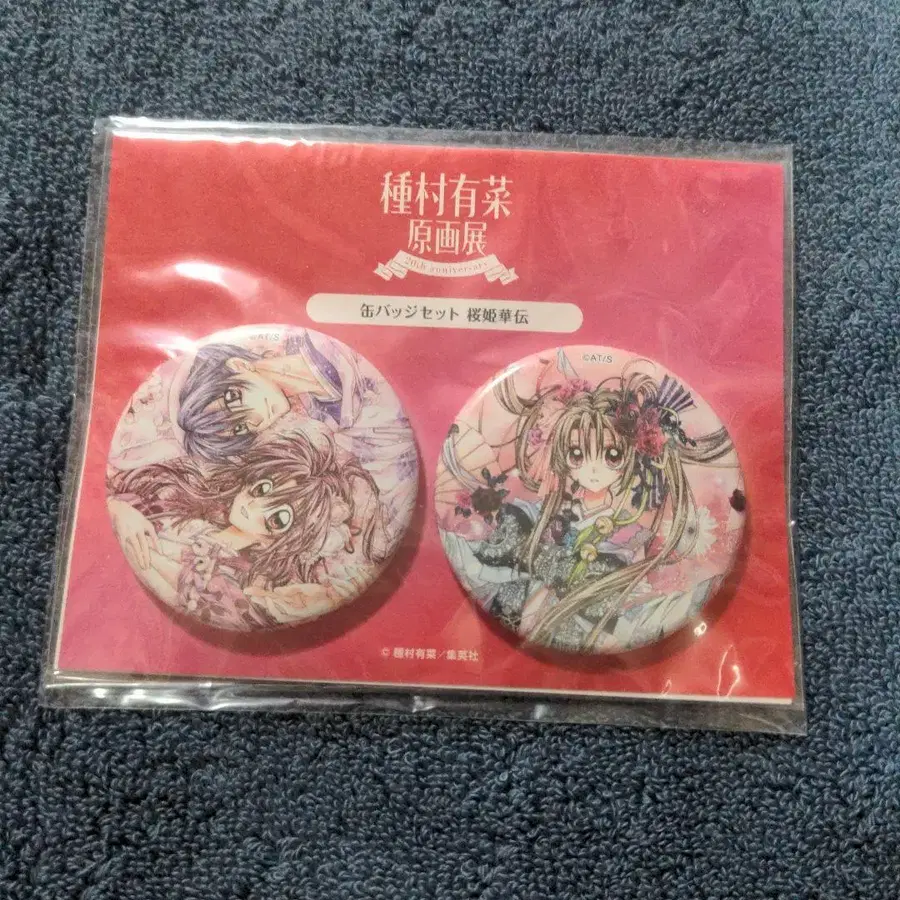 種村有菜
原画展
20th anniversary
缶バッジセット 桜姫華伝
©AT/S
©AT/S
© 種村有菜／集英社